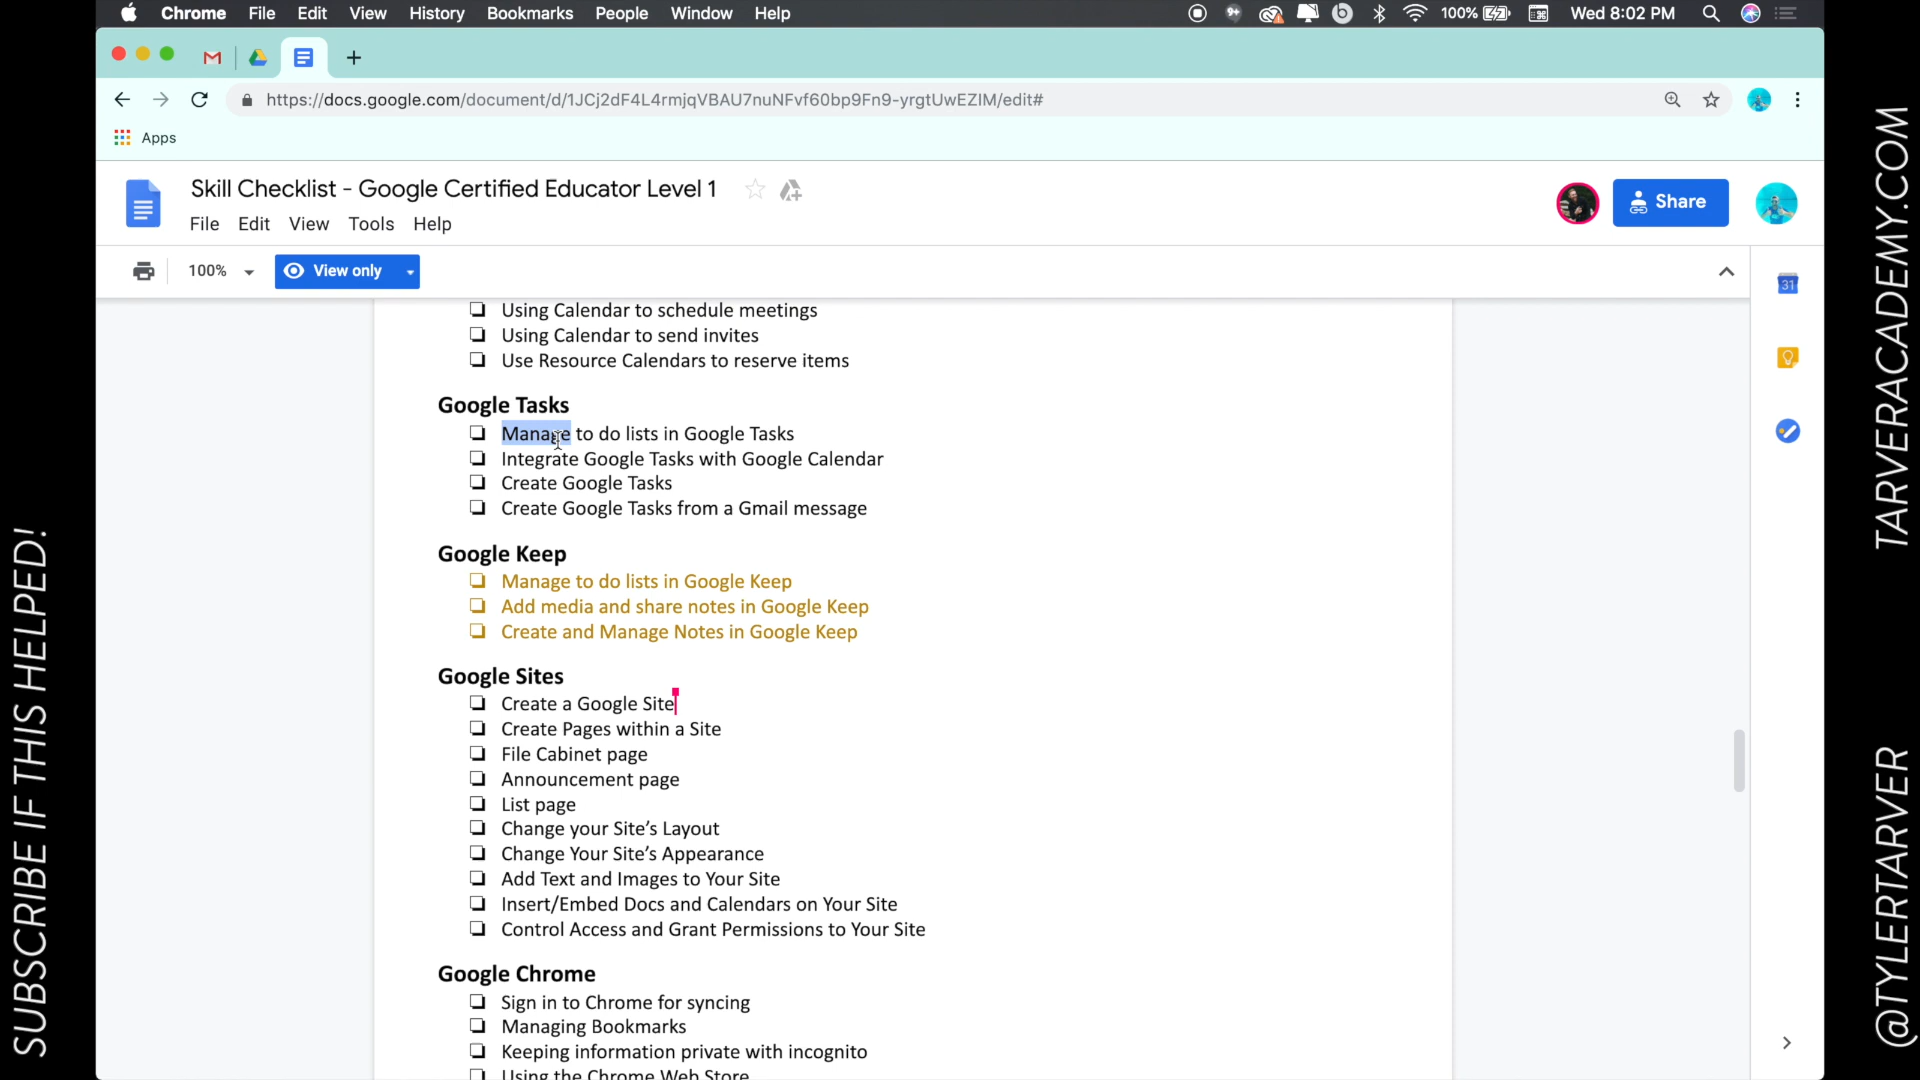 Chrome File Edit View History Bookmarks People Window Help
100% Wed 8:02 PM
https://docs.google.com/document/d/1JCj2dF4L4rmjqVBAU7nuNFvf60bp9Fn9-yrgtUwEZIM/edit#
Apps
Skill Checklist - Google Certified Educator Level 1
Share
File Edit View Tools Help
100% View only
31
Using Calendar to schedule meetings
Using Calendar to send invites
Use Resource Calendars to reserve items
Google Tasks
Manage to do lists in Google Tasks
Integrate Google Tasks with Google Calendar
Create Google Tasks
Create Google Tasks from a Gmail message
Google Keep
Manage to do lists in Google Keep
Add media and share notes in Google Keep
Create and Manage Notes in Google Keep
Google Sites
Create a Google Site
Create Pages within a Site
File Cabinet page
Announcement page
List page
Change your Site's Layout
Change Your Site's Appearance
Add Text and Images to Your Site
Insert/Embed Docs and Calendars on Your Site
Control Access and Grant Permissions to Your Site
Google Chrome
Sign in to Chrome for syncing
Managing Bookmarks
Keeping information private with incognito
Using the Chrome Web Store
SUBSCRIBE IF THIS HELPED!
TARVERACADEMY.COM
@TYLERTARVER